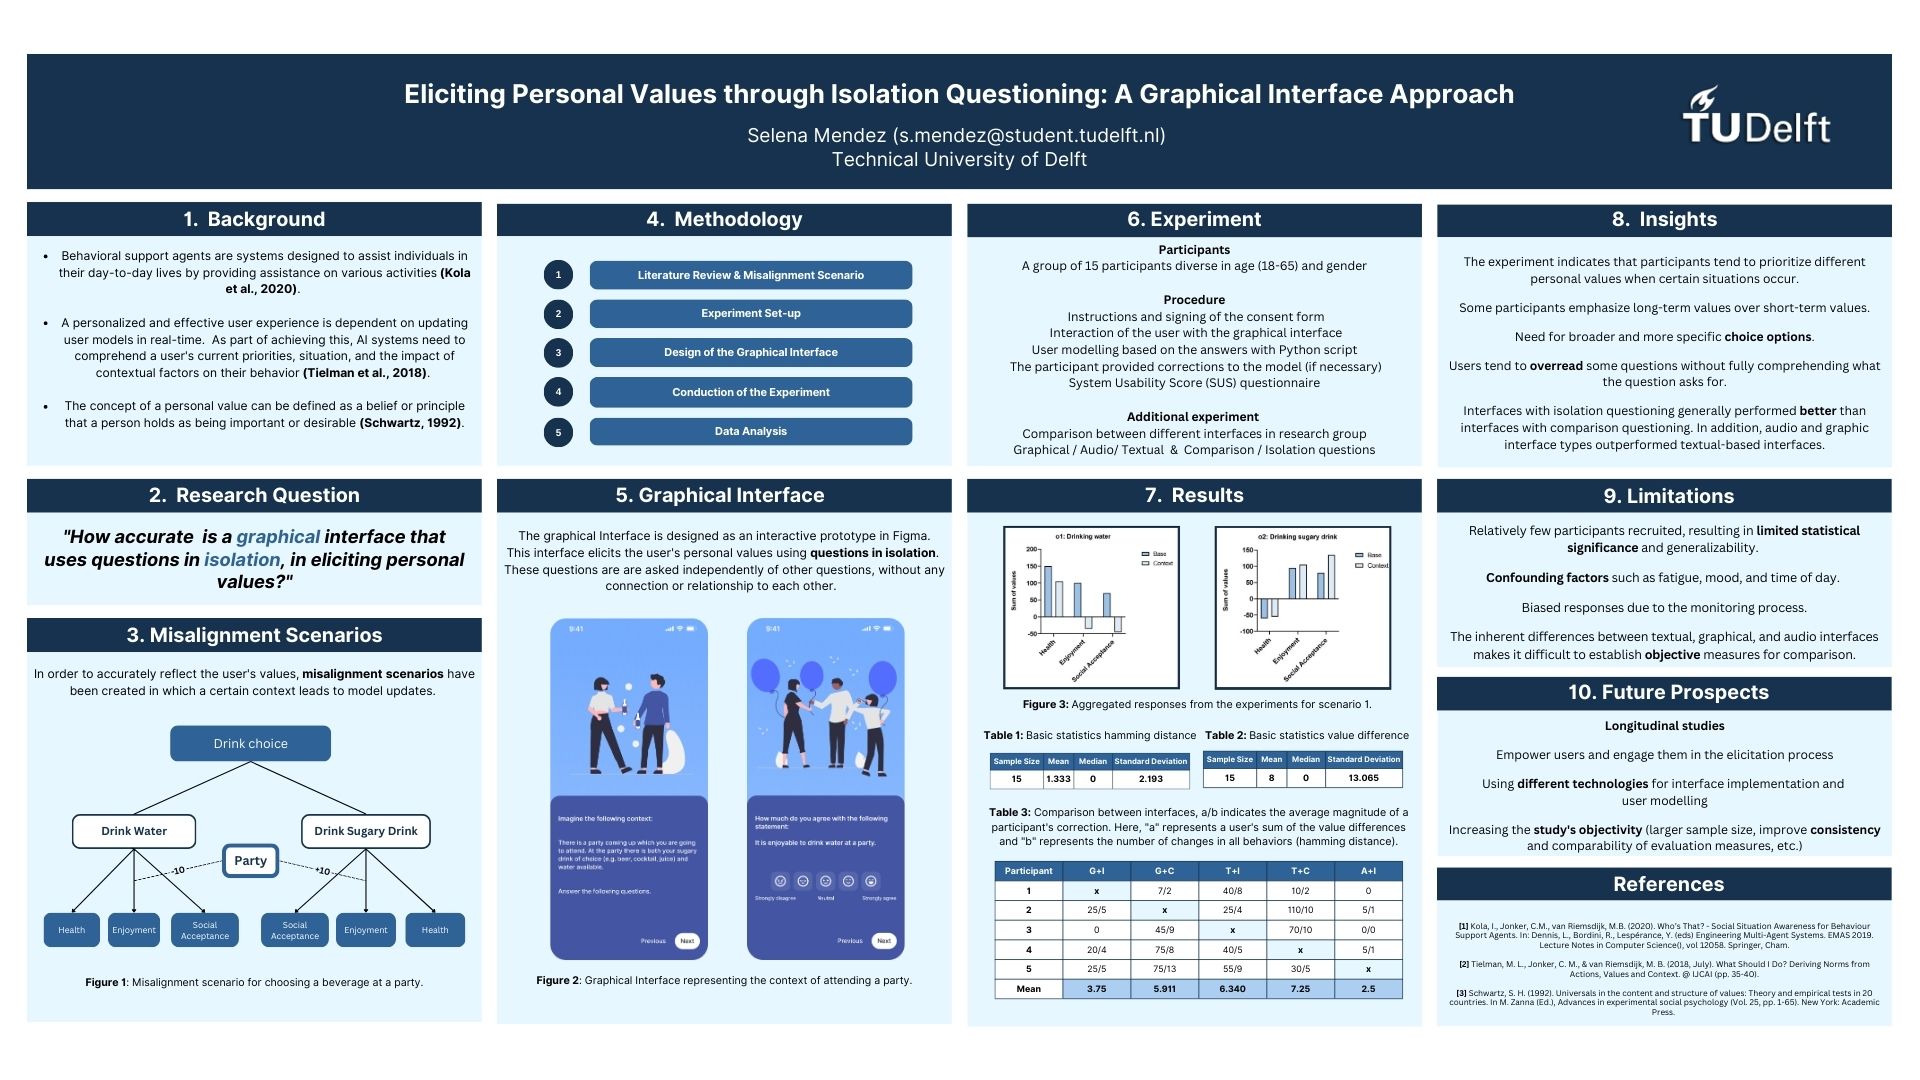 Eliciting Personal Values through Isolation Questioning: A Graphical Interface Approach
Selena Mendez (s.mendez@student.tudelft.nl)
Technical University of Delft
TUDelft
1. Background
• Behavioral support agents are systems designed to assist individuals in
their day-to-day lives by providing assistance on various activities (Kola
et al., 2020).
• A personalized and effective user experience is dependent on updating
user models in real-time. As part of achieving this, AI systems need to
comprehend a user's current priorities, situation, and the impact of
contextual factors on their behavior (Tielman et al., 2018).
• The concept of a personal value can be defined as a belief or principle
that a person holds as being important or desirable (Schwartz, 1992).
2. Research Question
"How accurate is a graphical interface that
uses questions in isolation, in eliciting personal
values?"
3. Misalignment Scenarios
In order to accurately reflect the user's values, misalignment scenarios have
been created in which a certain context leads to model updates.
Drink choice
Drink Water
Drink Sugary Drink
Party
-10
+10
Health
Enjoyment
Social
Acceptance
Social
Acceptance
Enjoyment
Health
Figure 1: Misalignment scenario for choosing a beverage at a party.
4. Methodology
1 Literature Review & Misalignment Scenario
2 Experiment Set-up
3 Design of the Graphical Interface
4 Conduction of the Experiment
5 Data Analysis
5. Graphical Interface
The graphical Interface is designed as an interactive prototype in Figma.
This interface elicits the user's personal values using questions in isolation.
These questions are are asked independently of other questions, without any
connection or relationship to each other.
9:41
Imagine the following context:
There is a party coming up which you are going
to attend. At the party there is both your sugary
drink of choice (e.g. beer, cocktail, juice) and
water available.
Answer the following questions.
Previous Next
9:41
How much do you agree with the following
statement:
It is enjoyable to drink water at a party.
Strongly disagree Neutral Strongly agree
Previous Next
Figure 2: Graphical Interface representing the context of attending a party.
6. Experiment
Participants
A group of 15 participants diverse in age (18-65) and gender
Procedure
Instructions and signing of the consent form
Interaction of the user with the graphical interface
User modelling based on the answers with Python script
The participant provided corrections to the model (if necessary)
System Usability Score (SUS) questionnaire
Additional experiment
Comparison between different interfaces in research group
Graphical / Audio/ Textual & Comparison / Isolation questions
7. Results
o1: Drinking water
Sum of values
200
150
100
50
0
-50
Health
Enjoyment
Social Acceptance
Base
Context
o2: Drinking sugary drink
Sum of values
150
100
50
0
-50
-100
Health
Enjoyment
Social Acceptance
Base
Context
Figure 3: Aggregated responses from the experiments for scenario 1.
Table 1: Basic statistics hamming distance
Sample Size Mean Median Standard Deviation
15 1.333 0 2.193
Table 2: Basic statistics value difference
Sample Size Mean Median Standard Deviation
15 8 0 13.065
Table 3: Comparison between interfaces, a/b indicates the average magnitude of a
participant's correction. Here, "a" represents a user's sum of the value differences
and "b" represents the number of changes in all behaviors (hamming distance).
Participant G+I G+C T+I T+C A+I
1 x 7/2 40/8 10/2 0
2 25/5 x 25/4 110/10 5/1
3 0 45/9 x 70/10 0/0
4 20/4 75/8 40/5 x 5/1
5 25/5 75/13 55/9 30/5 x
Mean 3.75 5.911 6.340 7.25 2.5
8. Insights
The experiment indicates that participants tend to prioritize different
personal values when certain situations occur.
Some participants emphasize long-term values over short-term values.
Need for broader and more specific choice options.
Users tend to overread some questions without fully comprehending what
the question asks for.
Interfaces with isolation questioning generally performed better than
interfaces with comparison questioning. In addition, audio and graphic
interface types outperformed textual-based interfaces.
9. Limitations
Relatively few participants recruited, resulting in limited statistical
significance and generalizability.
Confounding factors such as fatigue, mood, and time of day.
Biased responses due to the monitoring process.
The inherent differences between textual, graphical, and audio interfaces
makes it difficult to establish objective measures for comparison.
10. Future Prospects
Longitudinal studies
Empower users and engage them in the elicitation process
Using different technologies for interface implementation and
user modelling
Increasing the study's objectivity (larger sample size, improve consistency
and comparability of evaluation measures, etc.)
References
[1] Kola, I., Jonker, C.M., van Riemsdijk, M.B. (2020). Who's That? - Social Situation Awareness for Behaviour
Support Agents. In: Dennis, L., Bordini, R., Lespérance, Y. (eds) Engineering Multi-Agent Systems. EMAS 2019.
Lecture Notes in Computer Science(), vol 12058. Springer, Cham.
[2] Tielman, M. L., Jonker, C. M., & van Riemsdijk, M. B. (2018, July). What Should I Do? Deriving Norms from
Actions, Values and Context. @ IJCAI (pp. 35-40).
[3] Schwartz, S. H. (1992). Universals in the content and structure of values: Theory and empirical tests in 20
countries. In M. Zanna (Ed.), Advances in experimental social psychology (Vol. 25, pp. 1-65). New York: Academic
Press.